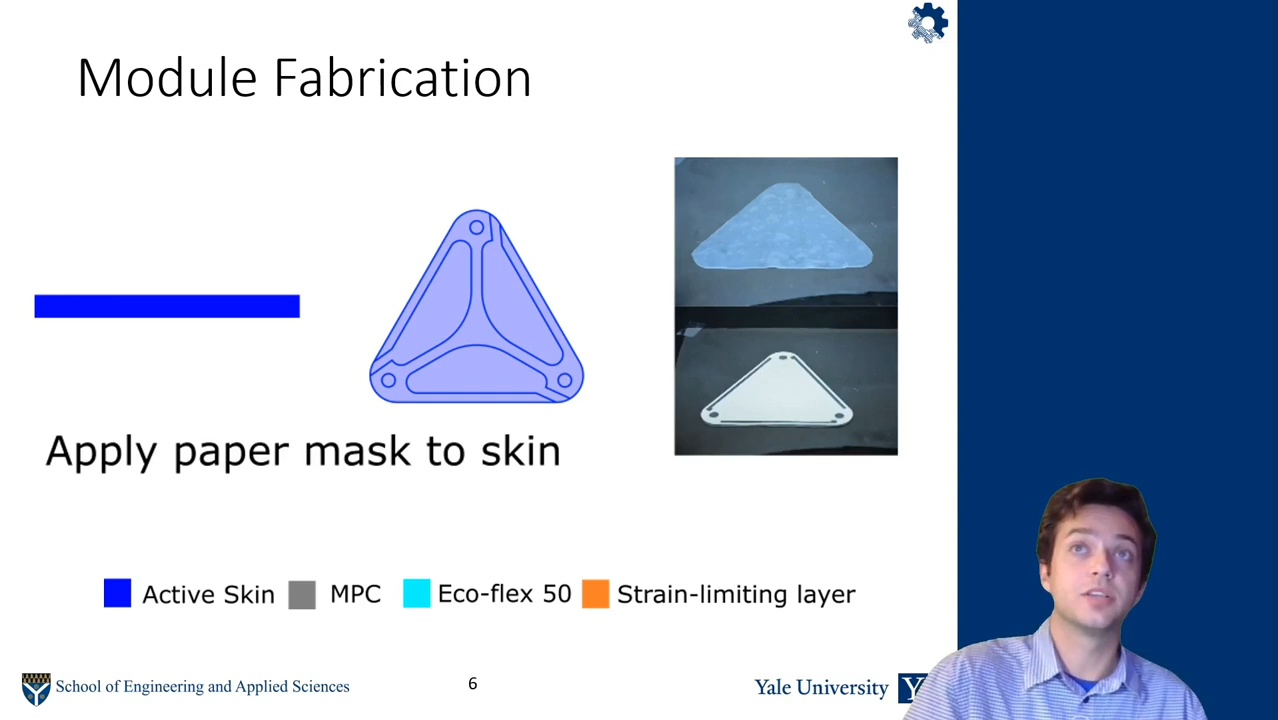 Module Fabrication
Apply paper mask to skin
Active Skin
MPC
Eco-flex 50
Strain-limiting layer
School of Engineering and Applied Sciences
6
Yale University
Y